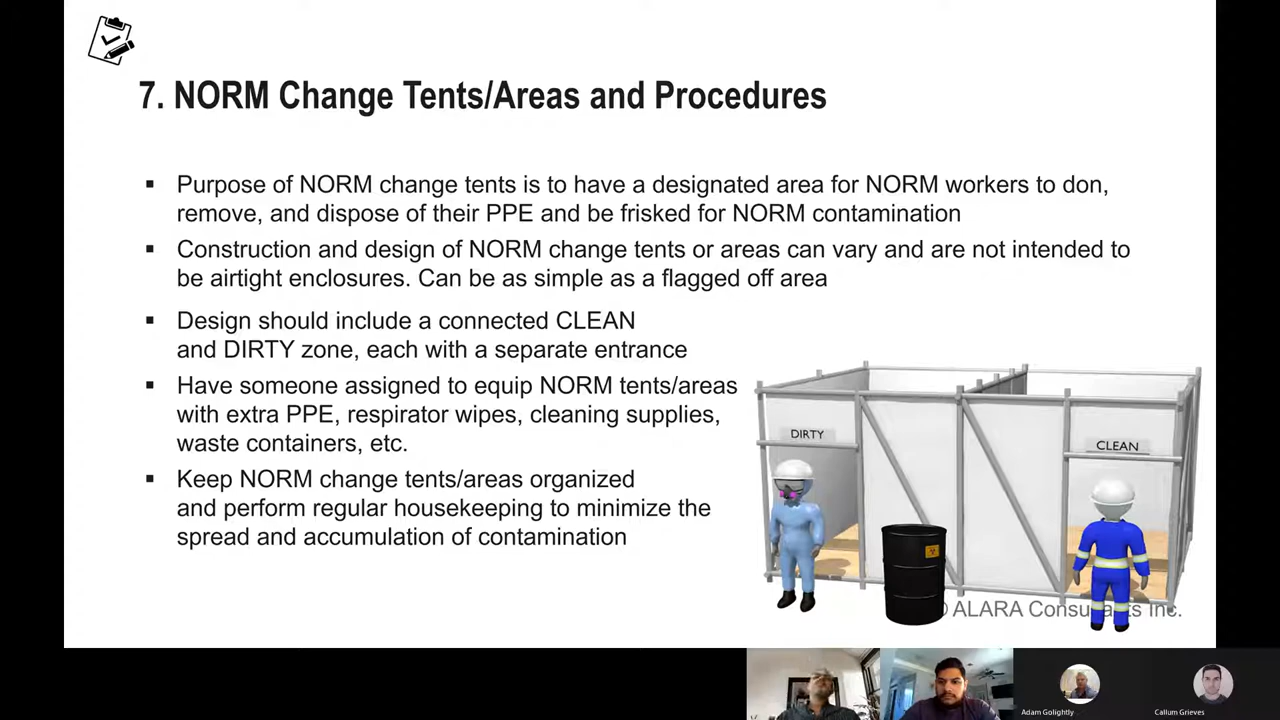 7. NORM Change Tents/Areas and Procedures
▪ Purpose of NORM change tents is to have a designated area for NORM workers to don,
remove, and dispose of their PPE and be frisked for NORM contamination
▪ Construction and design of NORM change tents or areas can vary and are not intended to
be airtight enclosures. Can be as simple as a flagged off area
▪ Design should include a connected CLEAN
and DIRTY zone, each with a separate entrance
▪ Have someone assigned to equip NORM tents/areas
with extra PPE, respirator wipes, cleaning supplies,
waste containers, etc.
▪ Keep NORM change tents/areas organized
and perform regular housekeeping to minimize the
spread and accumulation of contamination
DIRTY
CLEAN
© ALARA Consultants Inc.
Adam Golightly
Callum Grieves